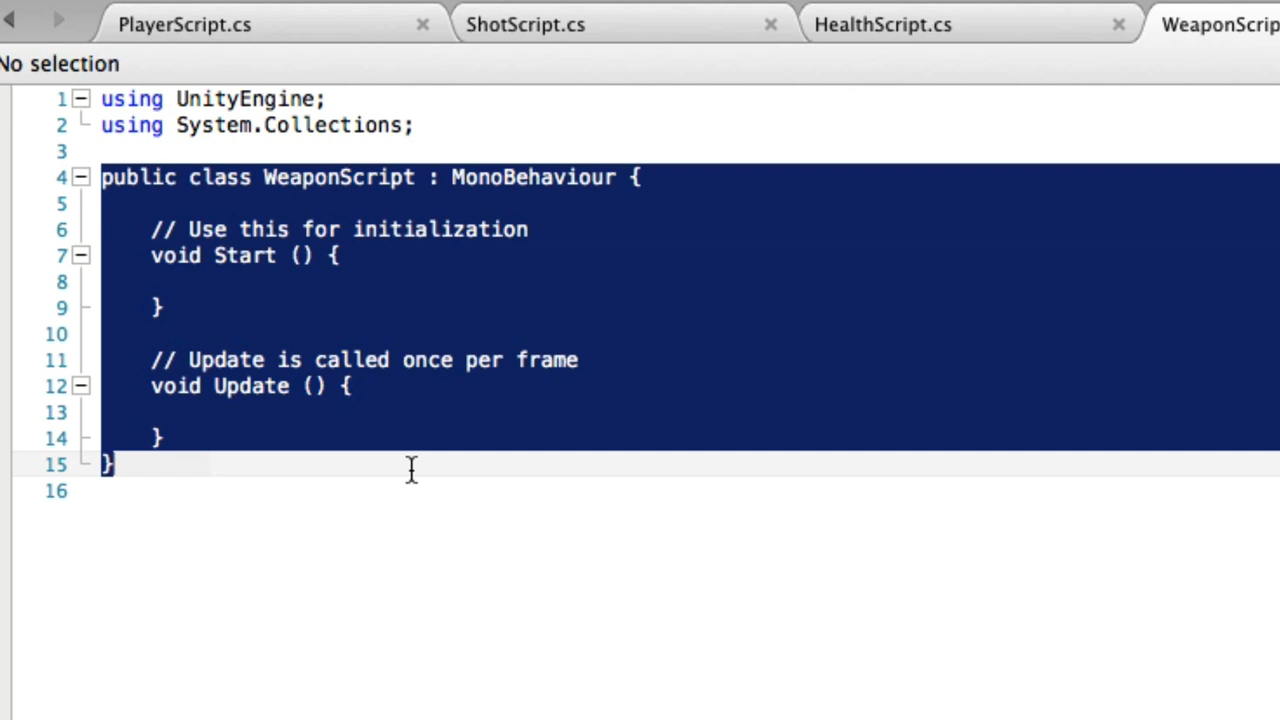 PlayerScript.cs × ShotScript.cs × HealthScript.cs × WeaponScrip
No selection
1 using UnityEngine;
2 using System.Collections;
3
4 public class WeaponScript : MonoBehaviour {
5
6 // Use this for initialization
7 void Start () {
8
9 }
10
11 // Update is called once per frame
12 void Update () {
13
14 }
15 }
16